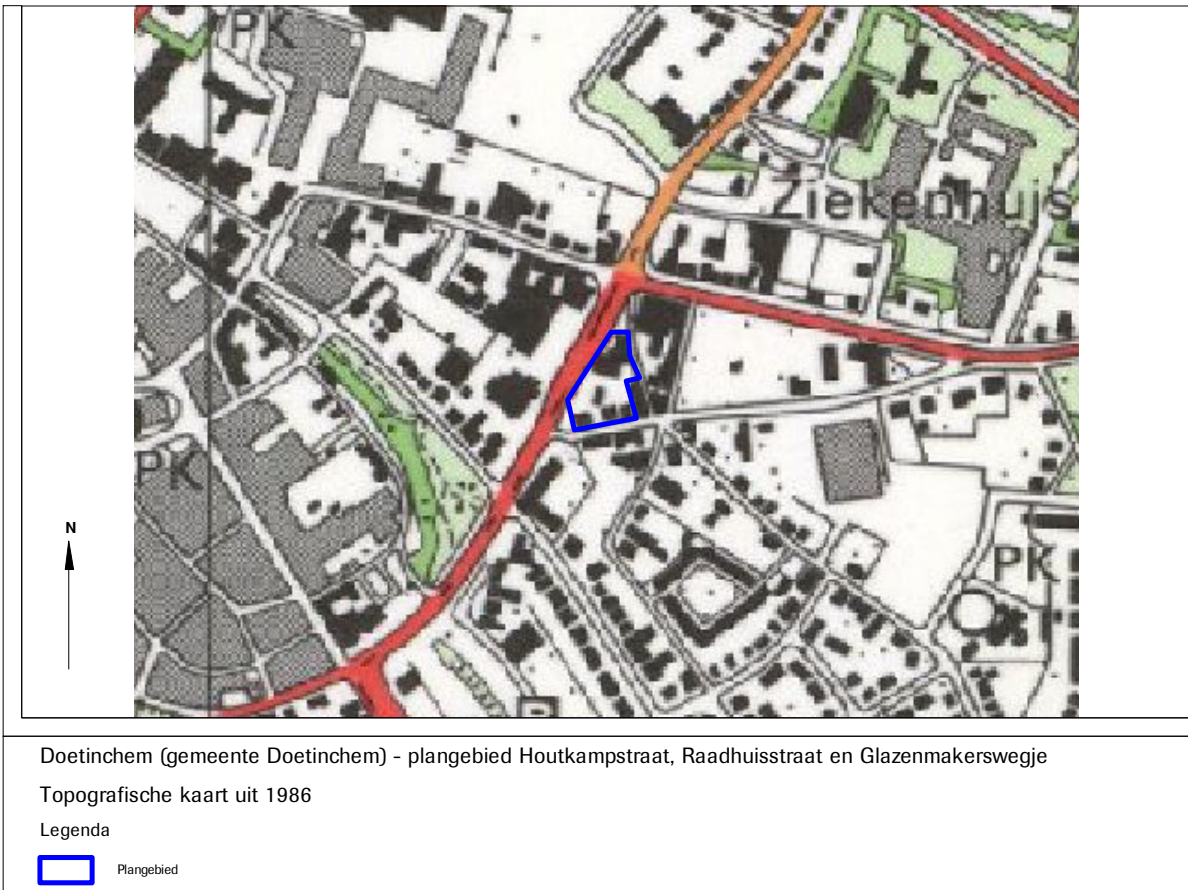 PK
Ziekenhuis
PK
PK
N
Doetinchem (gemeente Doetinchem) - plangebied Houtkampstraat, Raadhuisstraat en Glazenmakerswegje
Topografische kaart uit 1986
Legenda
Plangebied